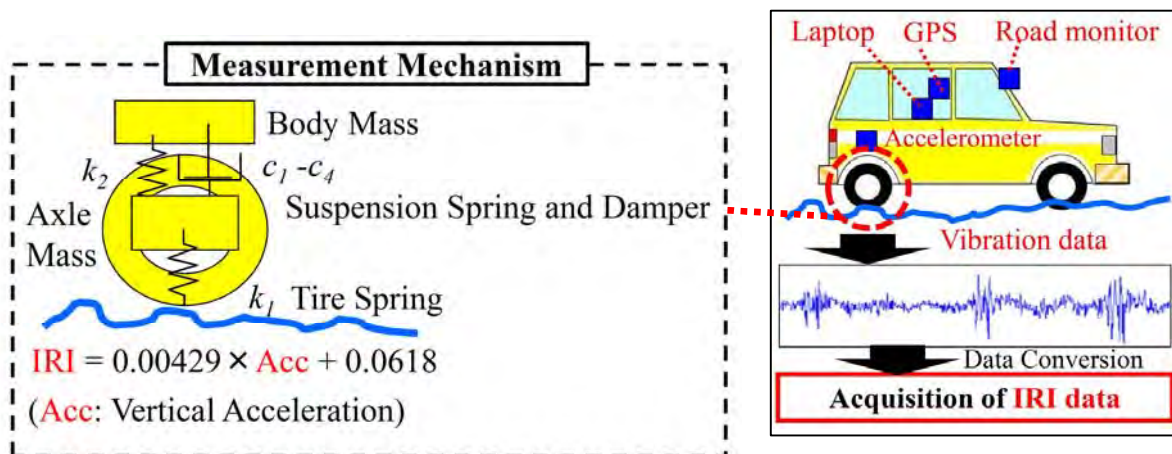 Measurement Mechanism
Body Mass
k2
c1 -c4
Axle
Mass
Suspension Spring and Damper
k1 Tire Spring
IRI = 0.00429 × Acc + 0.0618
(Acc: Vertical Acceleration)
Laptop GPS Road monitor
Accelerometer
Vibration data
Data Conversion
Acquisition of IRI data